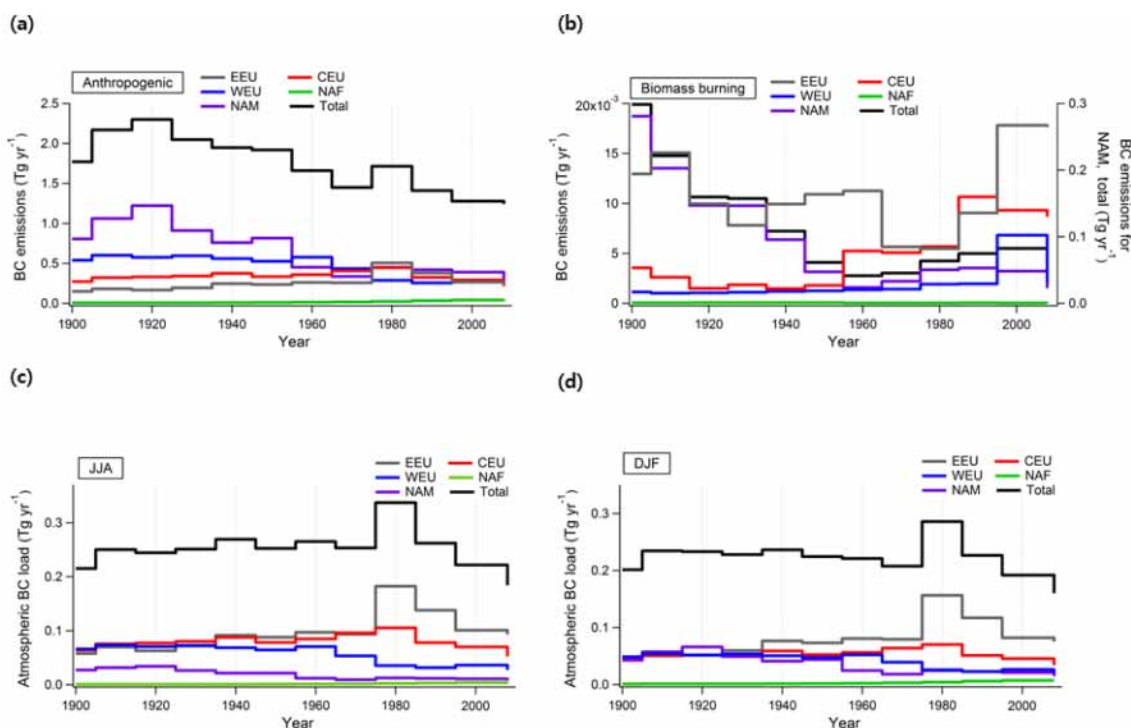 (a)
Anthropogenic
EEU CEU
WEU NAF
NAM Total
BC emissions (Tg yr⁻¹)
2.5
2.0
1.5
1.0
0.5
0.0
1900 1920 1940 1960 1980 2000
Year
(b)
Biomass burning
EEU CEU
WEU NAF
NAM Total
BC emissions (Tg yr⁻¹)
20x10⁻³
15
10
5
0
0.3
0.2
0.1
0.0
BC emissions for
NAM, total (Tg yr⁻¹)
1900 1920 1940 1960 1980 2000
Year
(c)
JJA
EEU CEU
WEU NAF
NAM Total
Atmospheric BC load (Tg yr⁻¹)
0.3
0.2
0.1
0.0
1900 1920 1940 1960 1980 2000
Year
(d)
DJF
EEU CEU
WEU NAF
NAM Total
Atmospheric BC load (Tg yr⁻¹)
0.3
0.2
0.1
0.0
1900 1920 1940 1960 1980 2000
Year